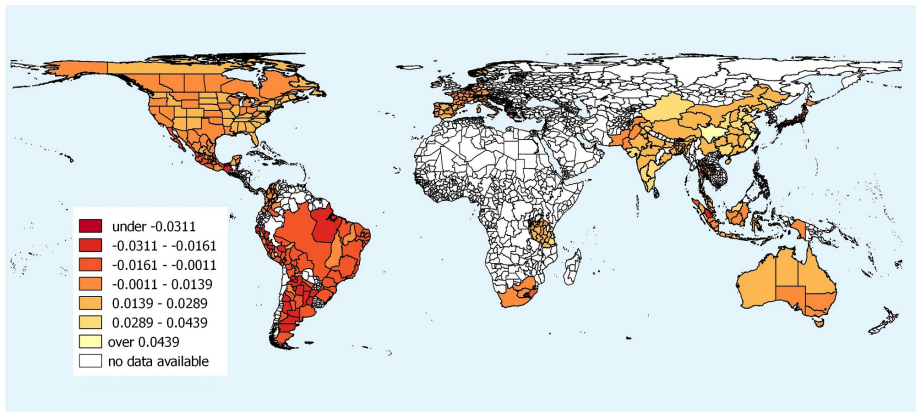 under -0.0311
-0.0311 - -0.0161
-0.0161 - -0.0011
-0.0011 - 0.0139
0.0139 - 0.0289
0.0289 - 0.0439
over 0.0439
no data available